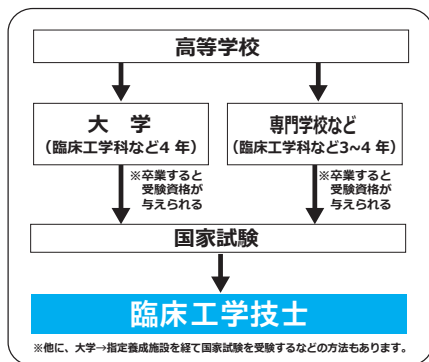 高等学校
大 学
（臨床工学科など4 年）
専門学校など
（臨床工学科など3~4 年）
※卒業すると
受験資格が
与えられる
※卒業すると
受験資格が
与えられる
国家試験
臨床工学技士
※他に、大学→指定養成施設を経て国家試験を受験するなどの方法もあります。